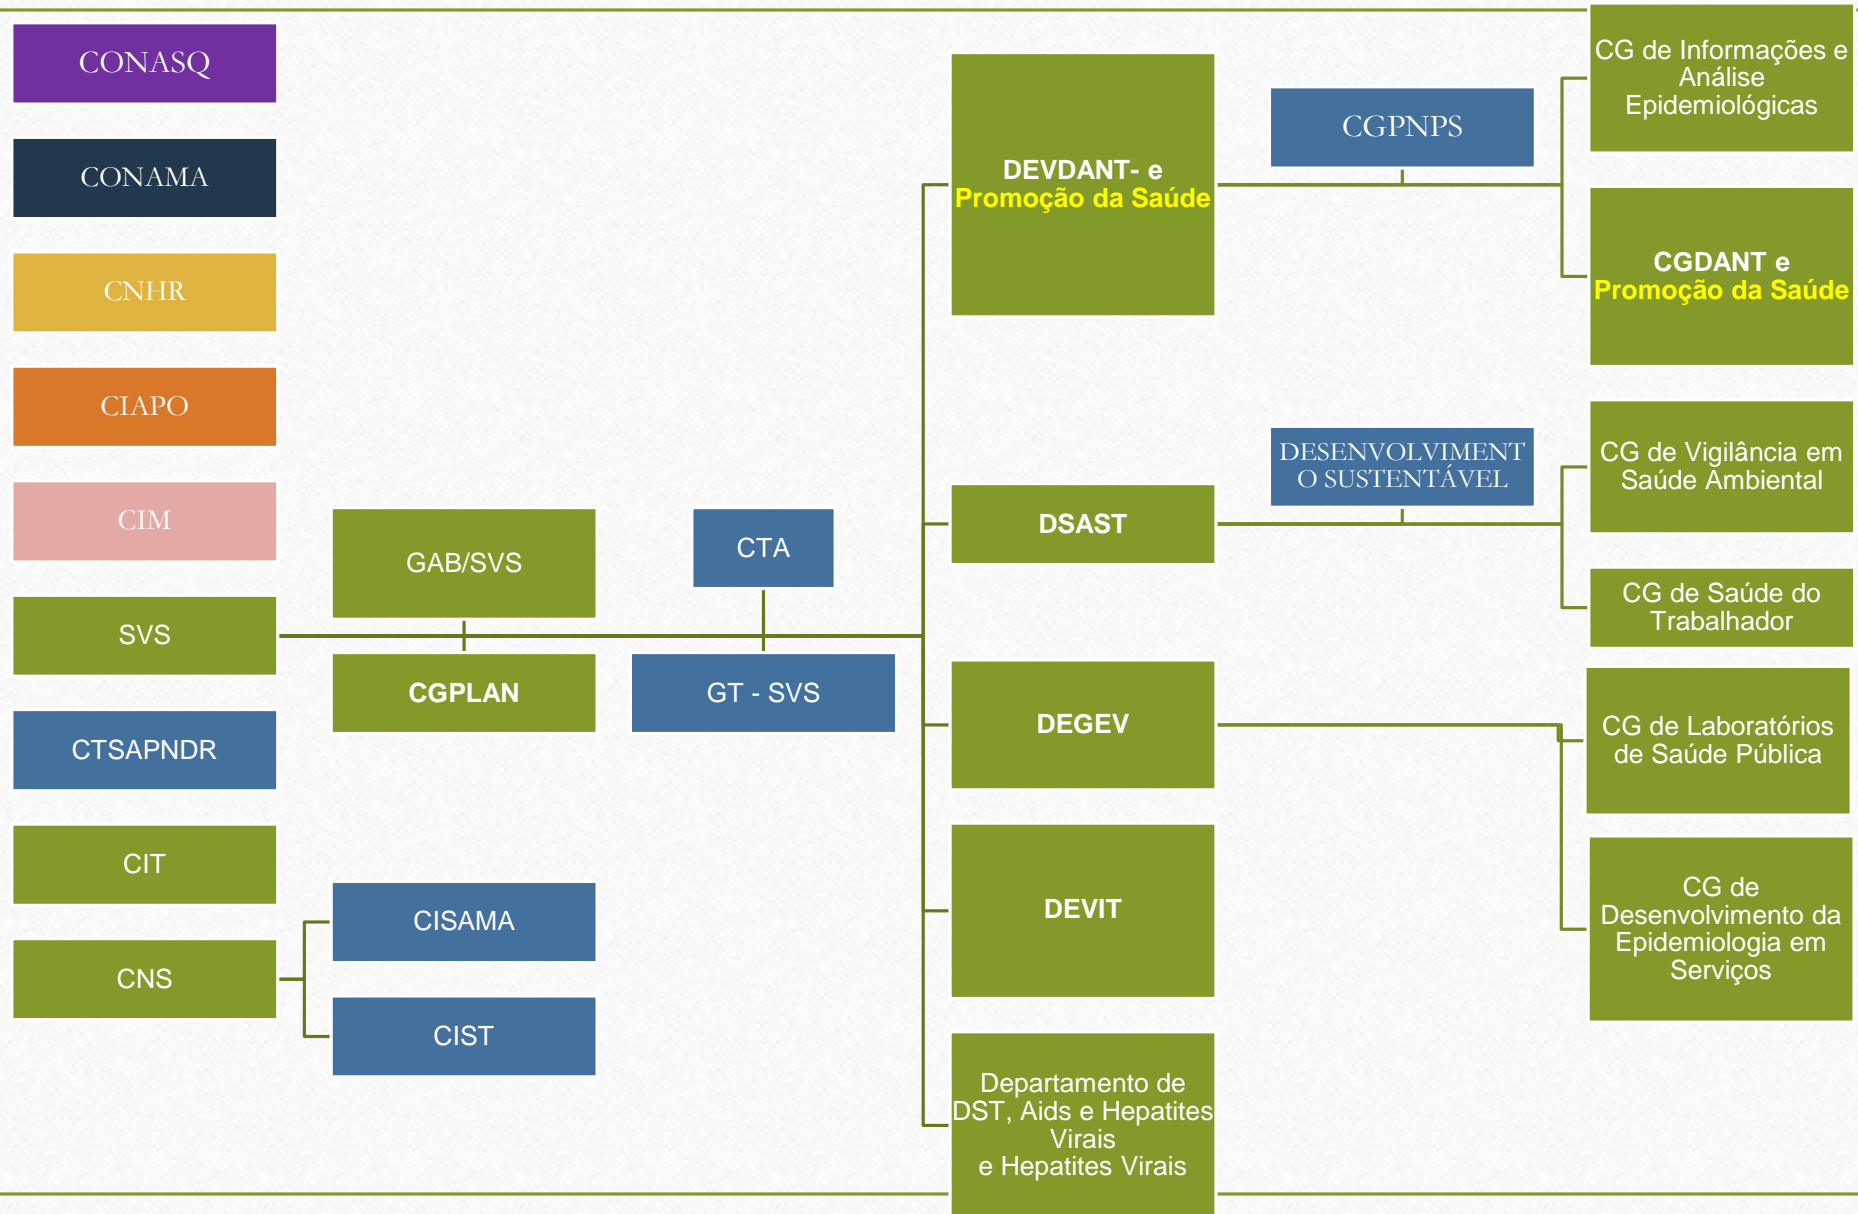 CONASQ
CONAMA
CNHR
CIAPO
CIM
SVS
CTSAPNDR
CIT
CNS
GAB/SVS
CGPLAN
CISAMA
CIST
CTA
GT - SVS
DEVDANT- e
Promoção da Saúde
DSAST
DEGEV
DEVIT
Departamento de
DST, Aids e Hepatites
Virais
e Hepatites Virais
CGPNPS
DESENVOLVIMENT
O SUSTENTÁVEL
CG de Informações e
Análise
Epidemiológicas
CGDANT e
Promoção da Saúde
CG de Vigilância em
Saúde Ambiental
CG de Saúde do
Trabalhador
CG de Laboratórios
de Saúde Pública
CG de
Desenvolvimento da
Epidemiologia em
Serviços